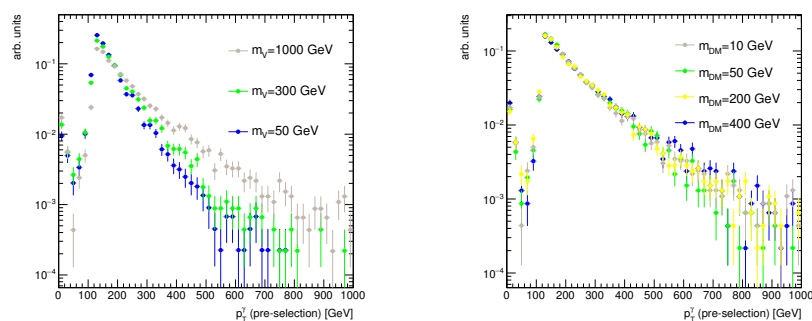 arb. units
10⁻¹
10⁻²
10⁻³
10⁻⁴
m_V=1000 GeV
m_V=300 GeV
m_V=50 GeV
0 100 200 300 400 500 600 700 800 900 1000
p_T^γ (pre-selection) [GeV]
arb. units
10⁻¹
10⁻²
10⁻³
10⁻⁴
m_DM=10 GeV
m_DM=50 GeV
m_DM=200 GeV
m_DM=400 GeV
0 100 200 300 400 500 600 700 800 900 1000
p_T^γ (pre-selection) [GeV]